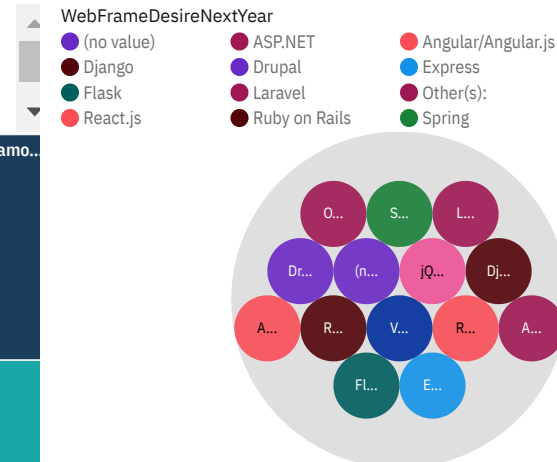 WebFrameDesireNextYear
(no value) ASP.NET Angular/Angular.js
Django Drupal Express
Flask Laravel Other(s):
React.js Ruby on Rails Spring
amo...
O... S... L...
Dr... (n... jQ... Dj...
A... R... V... R... A...
Fl... E...